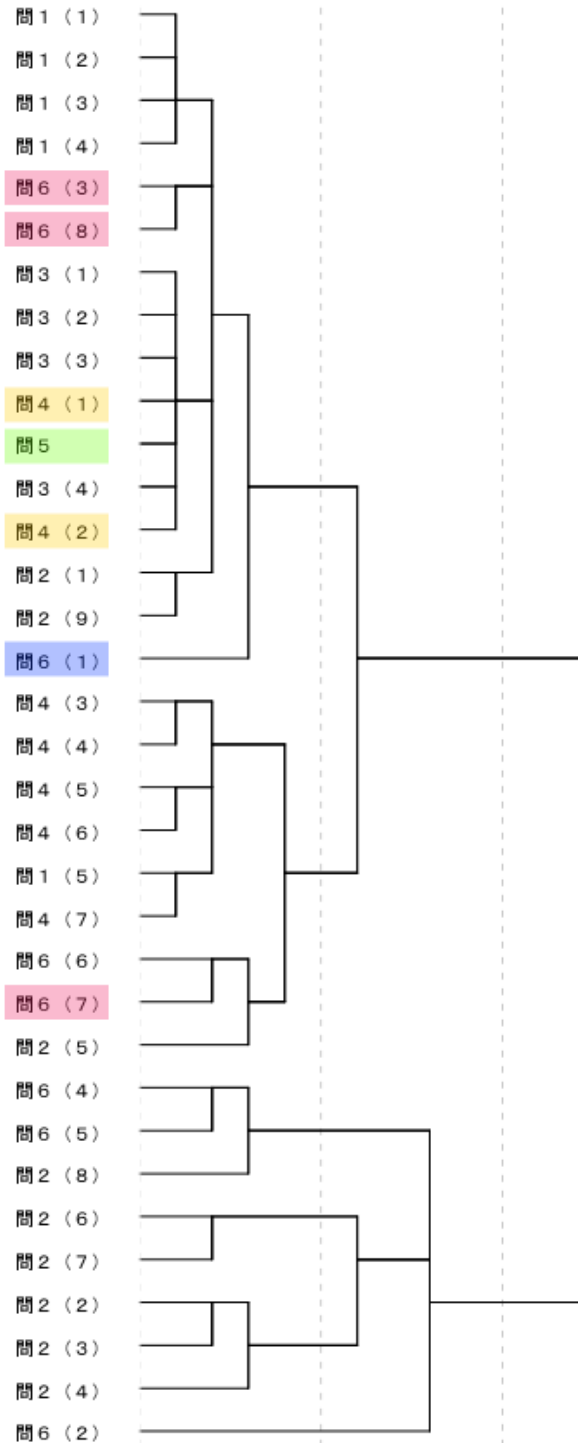 問1（1）
問1（2）
問1（3）
問1（4）
問6（3）
問6（8）
問3（1）
問3（2）
問3（3）
問4（1）
問5
問3（4）
問4（2）
問2（1）
問2（9）
問6（1）
問4（3）
問4（4）
問4（5）
問4（6）
問1（5）
問4（7）
問6（6）
問6（7）
問2（5）
問6（4）
問6（5）
問2（8）
問2（6）
問2（7）
問2（2）
問2（3）
問2（4）
問6（2）